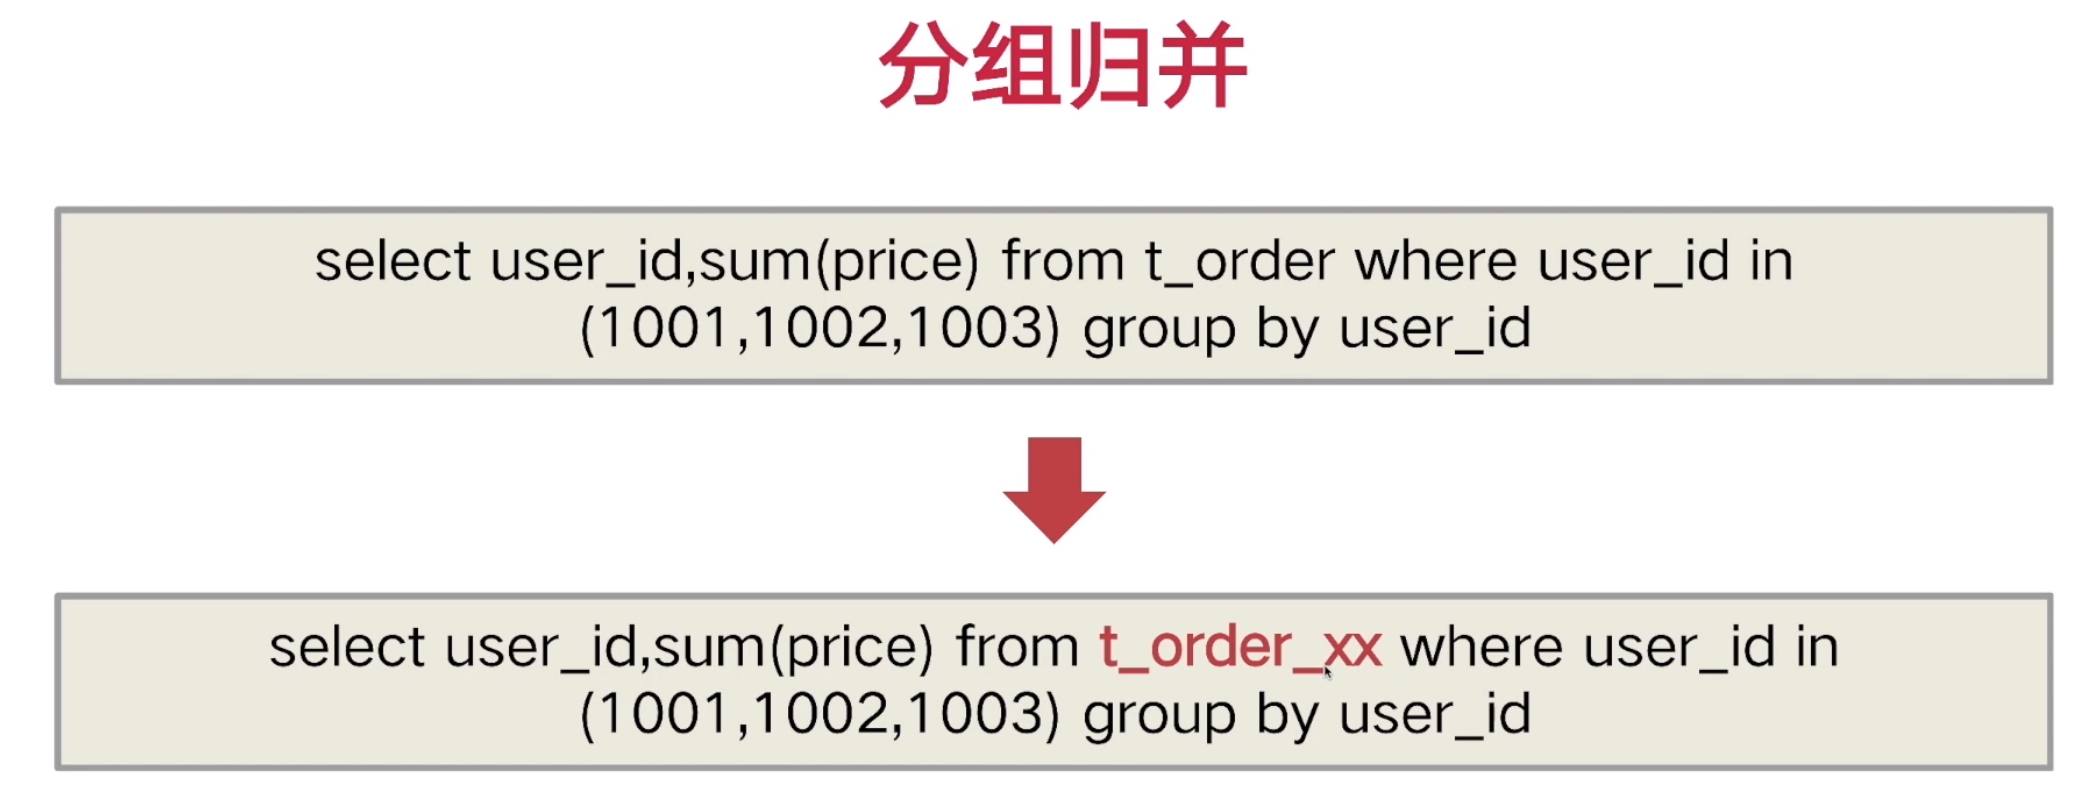 分组归并
select user_id,sum(price) from t_order where user_id in
(1001,1002,1003) group by user_id
select user_id,sum(price) from t_order_xx where user_id in
(1001,1002,1003) group by user_id